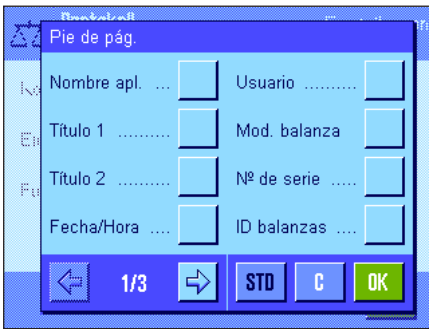 Protokoll
Pie de pág.
Nombre apl. ...
Usuario ..........
Título 1 ..........
Mod. balanza
Título 2 ..........
Nº de serie .....
Fecha/Hora ....
ID balanzas ....
1/3
STD
C
OK